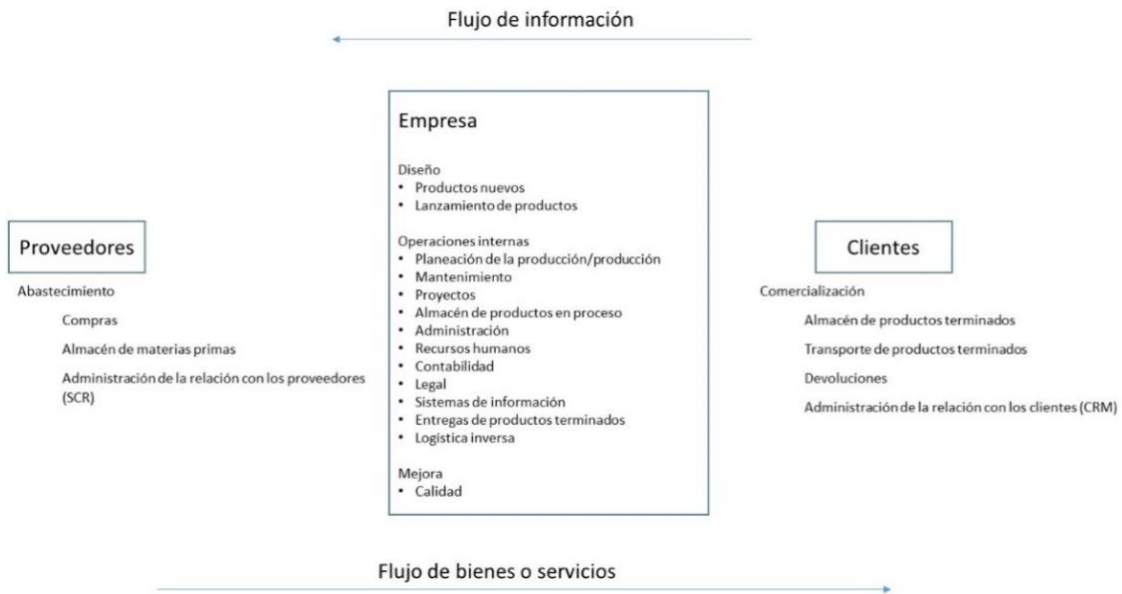 Flujo de información
Proveedores
Abastecimiento
Compras
Almacén de materias primas
Administración de la relación con los proveedores
(SCR)
Empresa
Diseño
• Productos nuevos
• Lanzamiento de productos
Operaciones internas
• Planeación de la producción/producción
• Mantenimiento
• Proyectos
• Almacén de productos en proceso
• Administración
• Recursos humanos
• Contabilidad
• Legal
• Sistemas de información
• Entregas de productos terminados
• Logística inversa
Mejora
• Calidad
Clientes
Comercialización
Almacén de productos terminados
Transporte de productos terminados
Devoluciones
Administración de la relación con los clientes (CRM)
Flujo de bienes o servicios